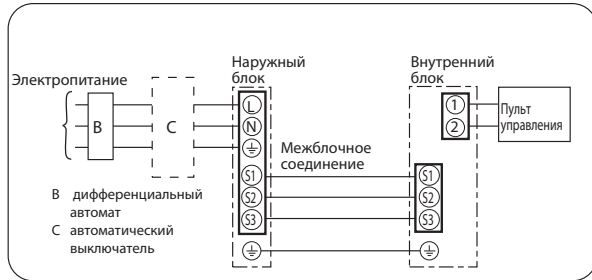 Электропитание
Наружный
блок
Внутренний
блок
B
C
L
N
S1
S2
S3
Межблочное
соединение
1
2
Пульт
управления
S1
S2
S3
B дифференциальный
автомат
C автоматический
выключатель